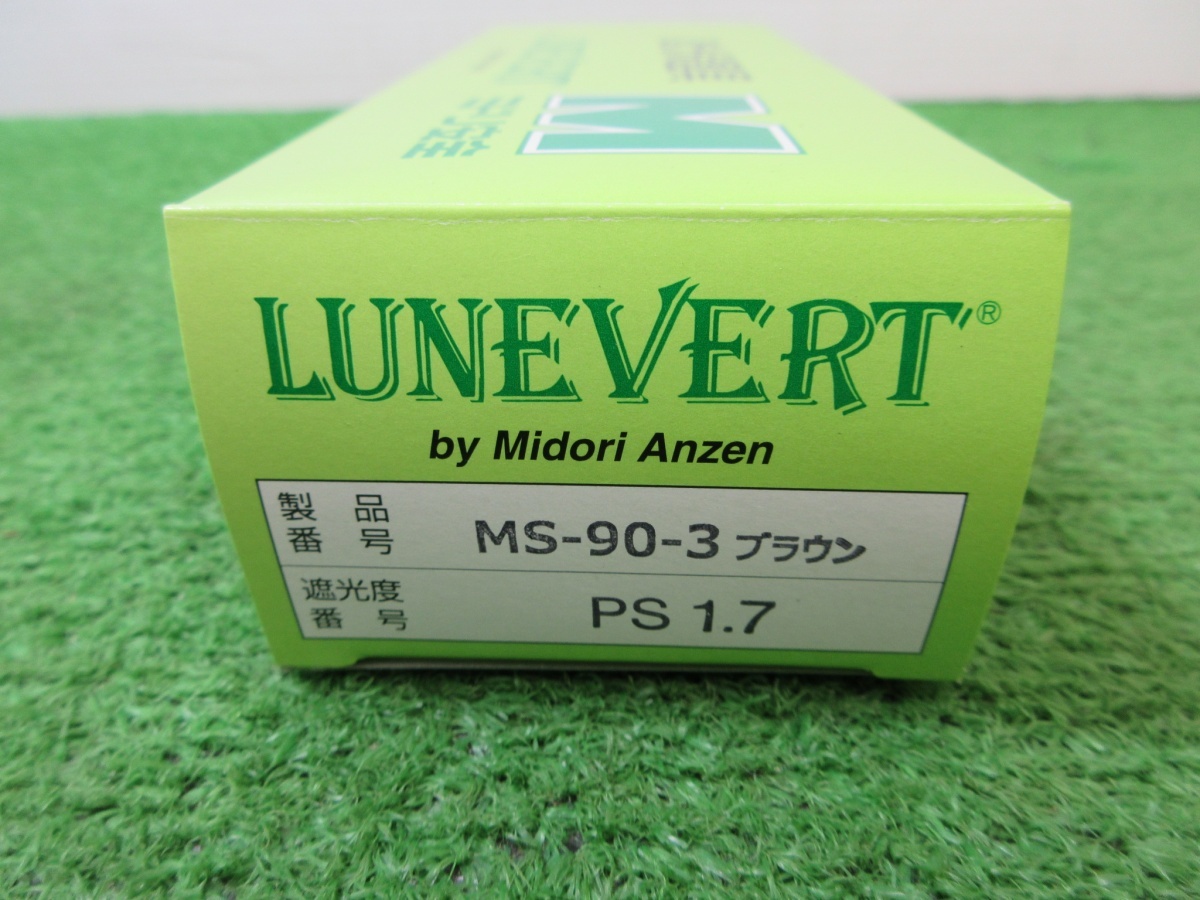 LUNEVERT®
by Midori Anzen
製品番号 MS-90-3 ブラウン
遮光度番号 PS 1.7